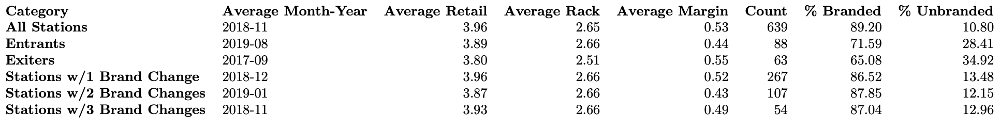 Category Average Month-Year Average Retail Average Rack Average Margin Count % Branded % Unbranded
All Stations 2018-11 3.96 2.65 0.53 639 89.20 10.80
Entrants 2019-08 3.89 2.66 0.44 88 71.59 28.41
Exiters 2017-09 3.80 2.51 0.55 63 65.08 34.92
Stations w/1 Brand Change 2018-12 3.96 2.66 0.52 267 86.52 13.48
Stations w/2 Brand Changes 2019-01 3.87 2.66 0.43 107 87.85 12.15
Stations w/3 Brand Changes 2018-11 3.93 2.66 0.49 54 87.04 12.96